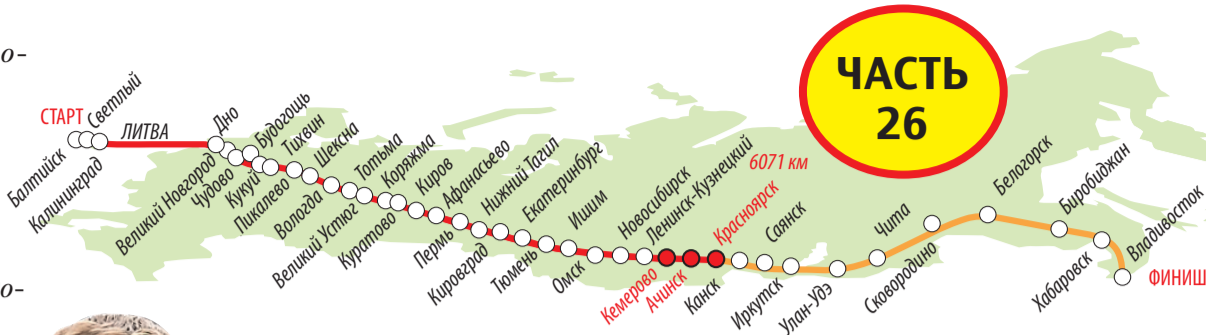 о-
о-
ЧАСТЬ
26
СТАРТ
Балтийск
Светлый
Калининград
ЛИТВА
Дно
Великий Новгород
Чудово
Будогощь
Кукуй
Тихвин
Пикалево
Шексна
Вологда
Тотьма
Великий Устюг
Коряжма
Куратово
Киров
Афанасьево
Пермь
Нижний Тагил
Кировград
Екатеринбург
Тюмень
Ишим
Омск
Новосибирск
Ленинск-Кузнецкий
Кемерово
Ачинск
6071 км
Красноярск
Канск
Саянск
Иркутск
Улан-Удэ
Чита
Сковородино
Белогорск
Биробиджан
Хабаровск
Владивосток
ФИНИШ